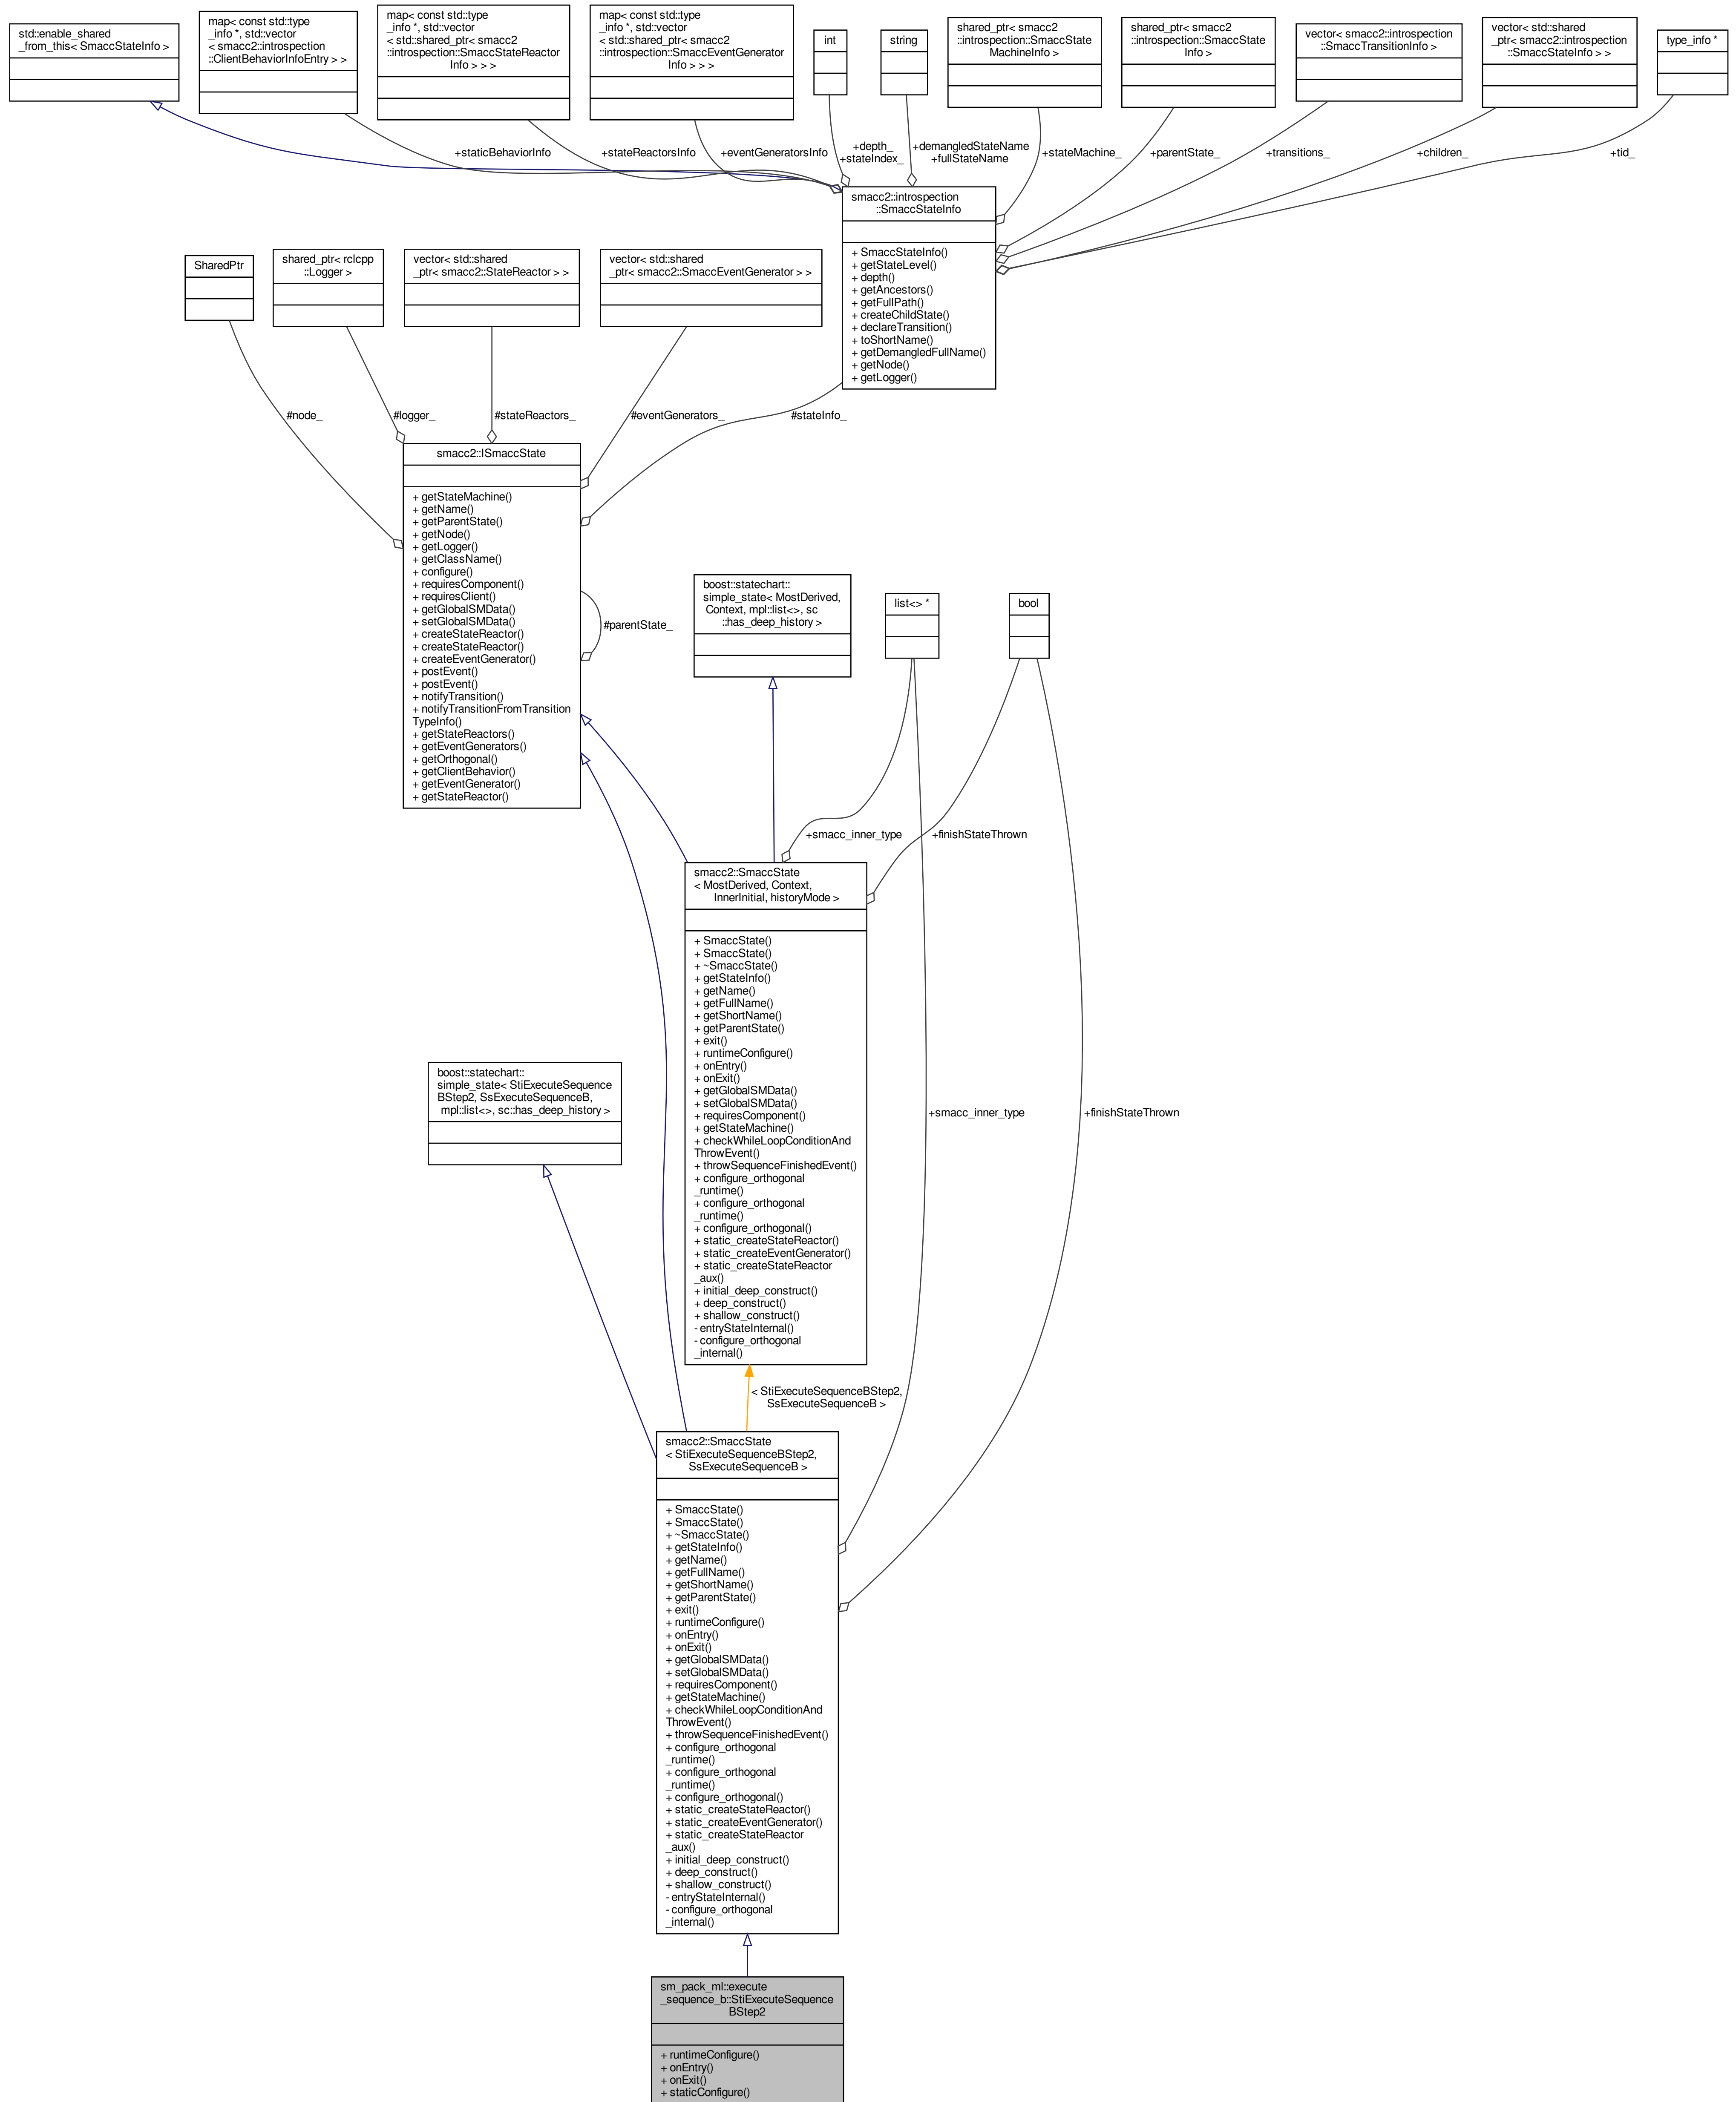 std::enable_shared
_from_this< SmaccStateInfo >
map< const std::type
_info *, std::vector
< smacc2::introspection
::ClientBehaviorInfoEntry > >
map< const std::type
_info *, std::vector
< std::shared_ptr< smacc2
::introspection::SmaccStateReactor
Info > > >
map< const std::type
_info *, std::vector
< std::shared_ptr< smacc2
::introspection::SmaccEventGenerator
Info > > >
int
string
shared_ptr< smacc2
::introspection::SmaccState
MachineInfo >
shared_ptr< smacc2
::introspection::SmaccState
Info >
vector< smacc2::introspection
::SmaccTransitionInfo >
vector< std::shared
_ptr< smacc2::introspection
::SmaccStateInfo > >
type_info *
+staticBehaviorInfo
+stateReactorsInfo
+eventGeneratorsInfo
+depth_
+stateIndex_
+demangledStateName
+fullStateName
+stateMachine_
+parentState_
+transitions_
+children_
+tid_
smacc2::introspection
::SmaccStateInfo
+ SmaccStateInfo()
+ getStateLevel()
+ depth()
+ getAncestors()
+ getFullPath()
+ createChildState()
+ declareTransition()
+ toShortName()
+ getDemangledFullName()
+ getNode()
+ getLogger()
SharedPtr
shared_ptr< rclcpp
::Logger >
vector< std::shared
_ptr< smacc2::StateReactor > >
vector< std::shared
_ptr< smacc2::SmaccEventGenerator > >
#node_
#logger_
#stateReactors_
#eventGenerators_
#stateInfo_
smacc2::ISmaccState
+ getStateMachine()
+ getName()
+ getParentState()
+ getNode()
+ getLogger()
+ getClassName()
+ configure()
+ requiresComponent()
+ requiresClient()
+ getGlobalSMData()
+ setGlobalSMData()
+ createStateReactor()
+ createStateReactor()
+ createEventGenerator()
+ postEvent()
+ postEvent()
+ notifyTransition()
+ notifyTransitionFromTransition
TypeInfo()
+ getStateReactors()
+ getEventGenerators()
+ getOrthogonal()
+ getClientBehavior()
+ getEventGenerator()
+ getStateReactor()
#parentState_
boost::statechart::
simple_state< MostDerived,
Context, mpl::list<>, sc
::has_deep_history >
list<> *
bool
+smacc_inner_type
+finishStateThrown
smacc2::SmaccState
< MostDerived, Context,
InnerInitial, historyMode >
+ SmaccState()
+ SmaccState()
+ ~SmaccState()
+ getStateInfo()
+ getName()
+ getFullName()
+ getShortName()
+ getParentState()
+ exit()
+ runtimeConfigure()
+ onEntry()
+ onExit()
+ getGlobalSMData()
+ setGlobalSMData()
+ requiresComponent()
+ getStateMachine()
+ checkWhileLoopConditionAnd
ThrowEvent()
+ throwSequenceFinishedEvent()
+ configure_orthogonal
_runtime()
+ configure_orthogonal
_runtime()
+ configure_orthogonal()
+ static_createStateReactor()
+ static_createEventGenerator()
+ static_createStateReactor
_aux()
+ initial_deep_construct()
+ deep_construct()
+ shallow_construct()
- entryStateInternal()
- configure_orthogonal
_internal()
boost::statechart::
simple_state< StiExecuteSequence
BStep2, SsExecuteSequenceB,
mpl::list<>, sc::has_deep_history >
+smacc_inner_type
+finishStateThrown
< StiExecuteSequenceBStep2,
SsExecuteSequenceB >
smacc2::SmaccState
< StiExecuteSequenceBStep2,
SsExecuteSequenceB >
+ SmaccState()
+ SmaccState()
+ ~SmaccState()
+ getStateInfo()
+ getName()
+ getFullName()
+ getShortName()
+ getParentState()
+ exit()
+ runtimeConfigure()
+ onEntry()
+ onExit()
+ getGlobalSMData()
+ setGlobalSMData()
+ requiresComponent()
+ getStateMachine()
+ checkWhileLoopConditionAnd
ThrowEvent()
+ throwSequenceFinishedEvent()
+ configure_orthogonal
_runtime()
+ configure_orthogonal
_runtime()
+ configure_orthogonal()
+ static_createStateReactor()
+ static_createEventGenerator()
+ static_createStateReactor
_aux()
+ initial_deep_construct()
+ deep_construct()
+ shallow_construct()
- entryStateInternal()
- configure_orthogonal
_internal()
sm_pack_ml::execute
_sequence_b::StiExecuteSequence
BStep2
+ runtimeConfigure()
+ onEntry()
+ onExit()
+ staticConfigure()